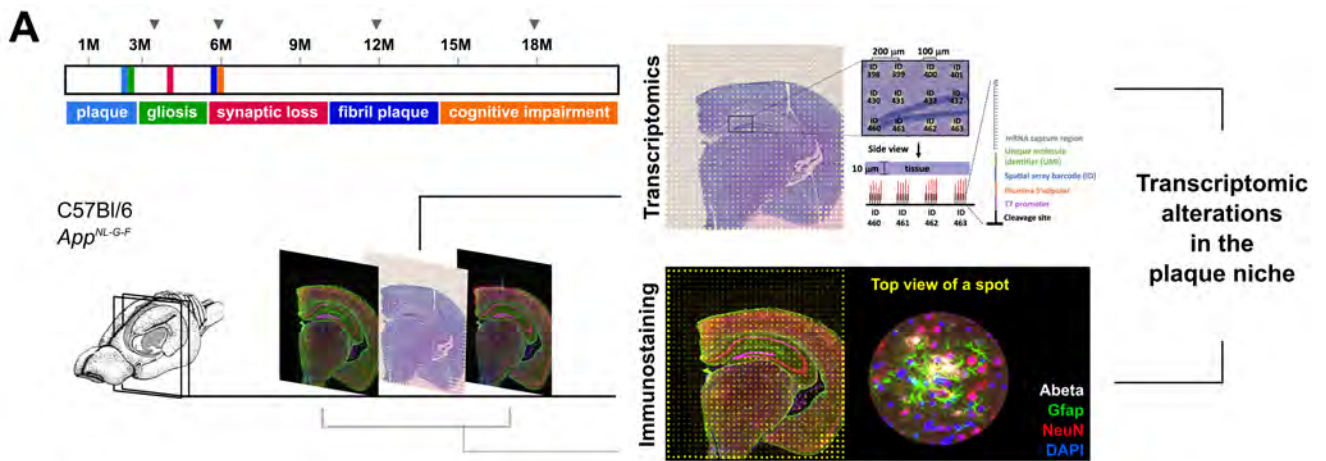 A
1M 3M 6M 9M 12M 15M 18M
plaque gliosis synaptic loss fibril plaque cognitive impairment
C57Bl/6
App^NL-G-F
Transcriptomics
200 µm 100 µm
ID 398 ID 399 ID 400 ID 401
ID 430 ID 431 ID 433 ID 432
ID 460 ID 461 ID 462 ID 463
Side view
10 µm
tissue
ID 460 ID 461 ID 462 ID 463
mRNA capture region
Unique molecule
identifier (UMI)
Spatial array barcode (ID)
Illumina 5'adaptor
T7 promoter
Cleavage site
Immunostaining
Top view of a spot
Abeta
Gfap
NeuN
DAPI
Transcriptomic
alterations
in the
plaque niche